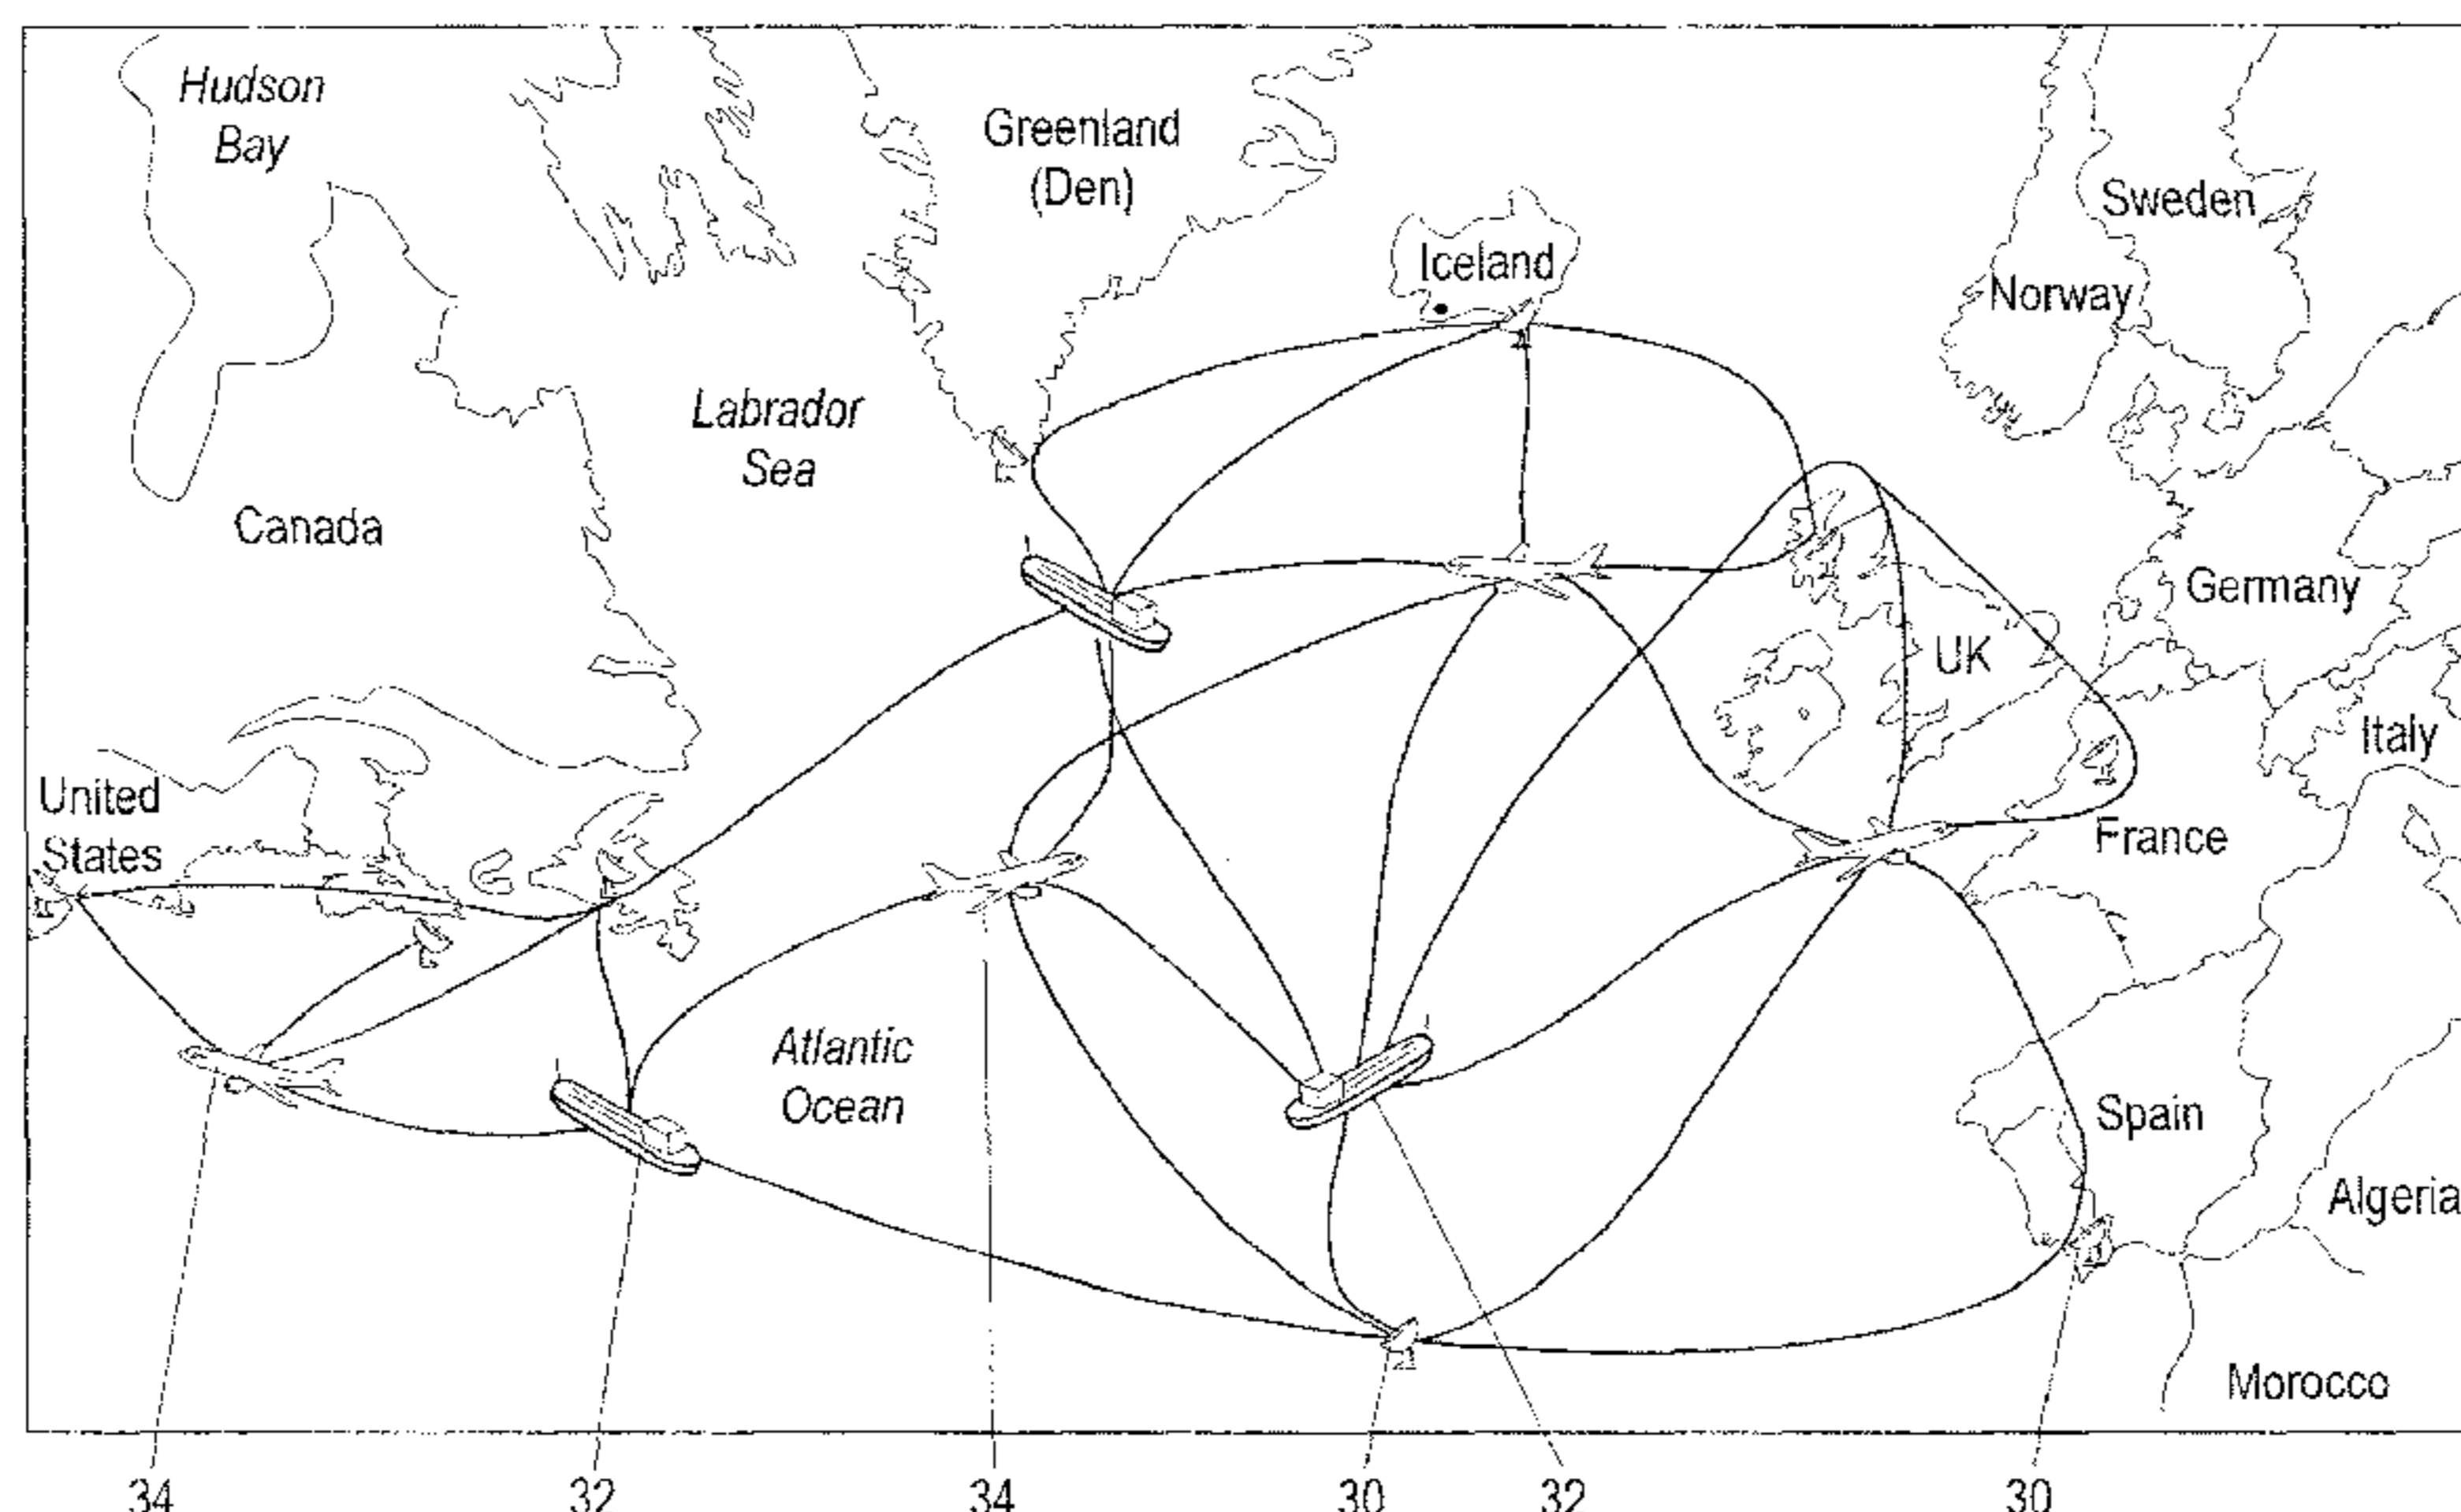 Hudson
Bay
Greenland
(Den)
Sweden
Iceland
Norway
Labrador
Sea
Canada
Germany
UK
Italy
United
States
France
Atlantic
Ocean
Spain
Algeria
Morocco
34
32
34
30
32
30